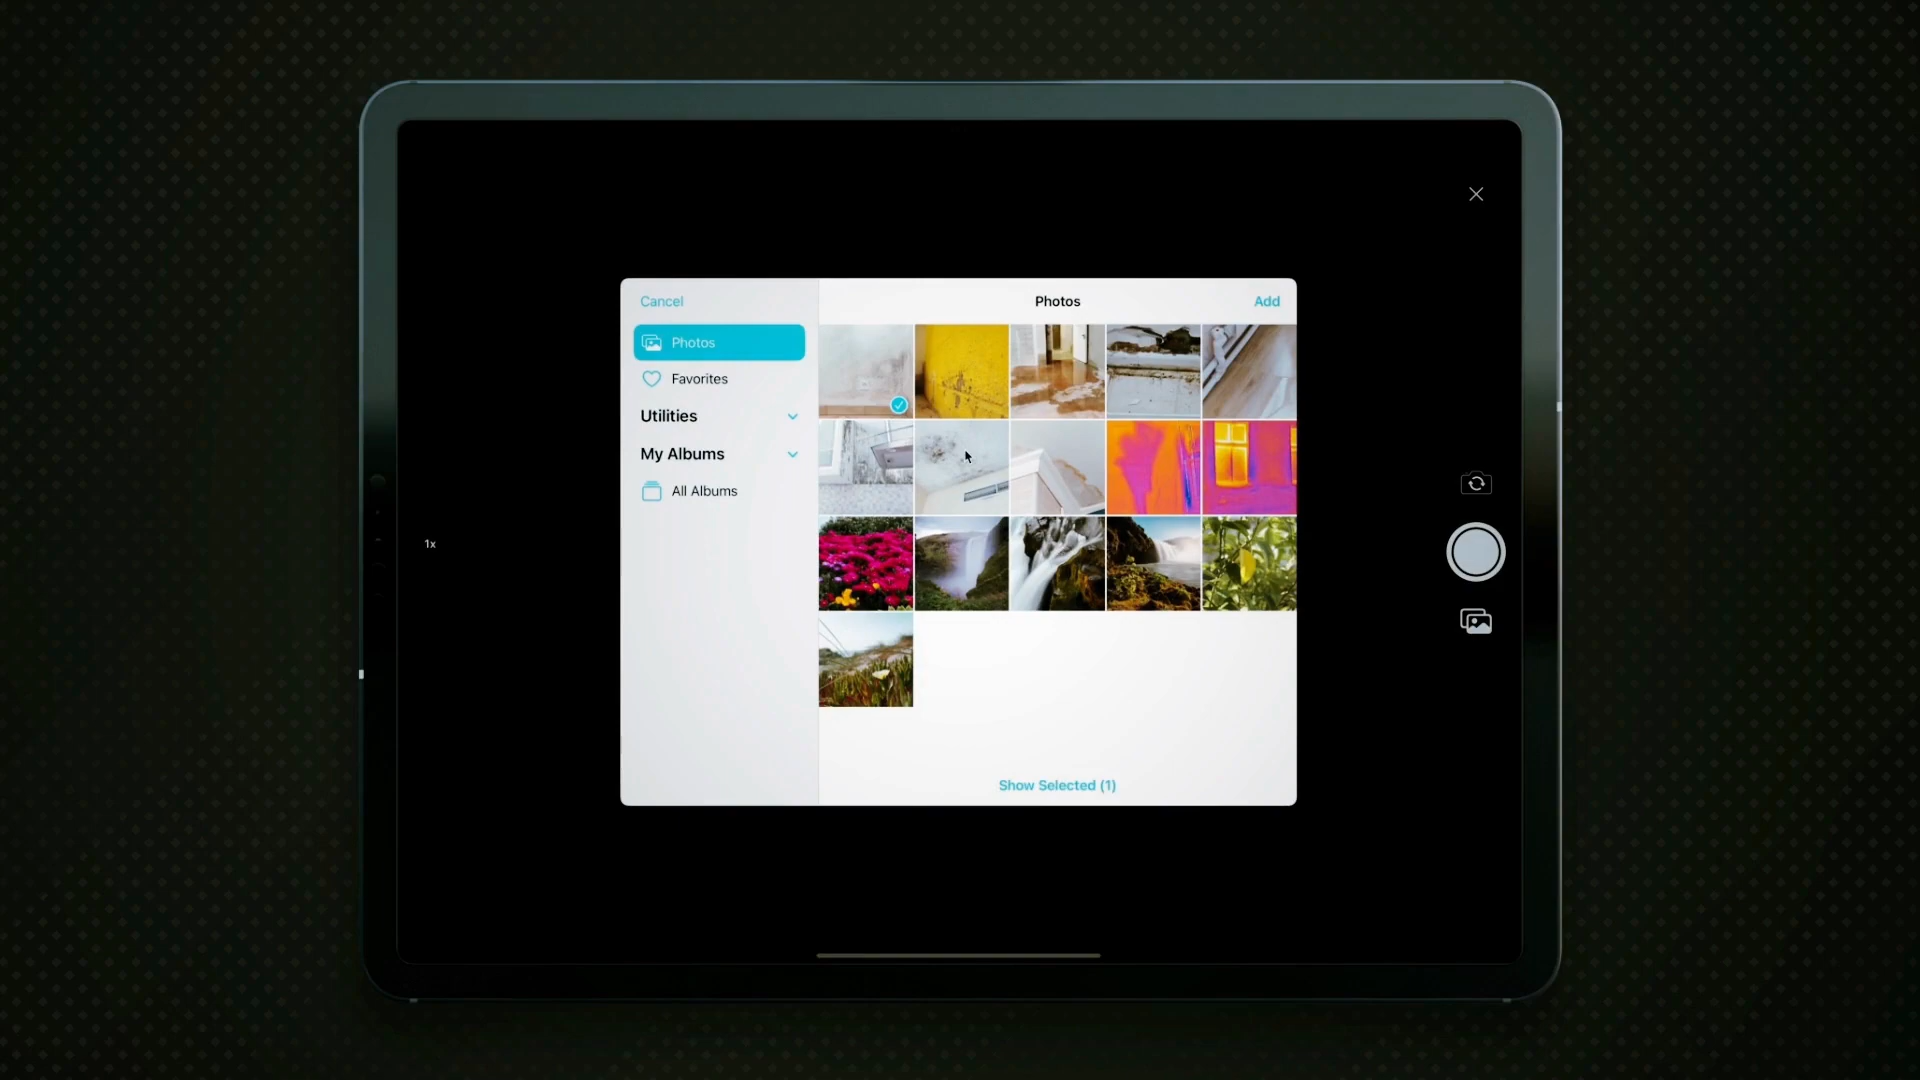 Cancel
Photos
Add
Photos
Favorites
Utilities
My Albums
All Albums
1x
Show Selected (1)